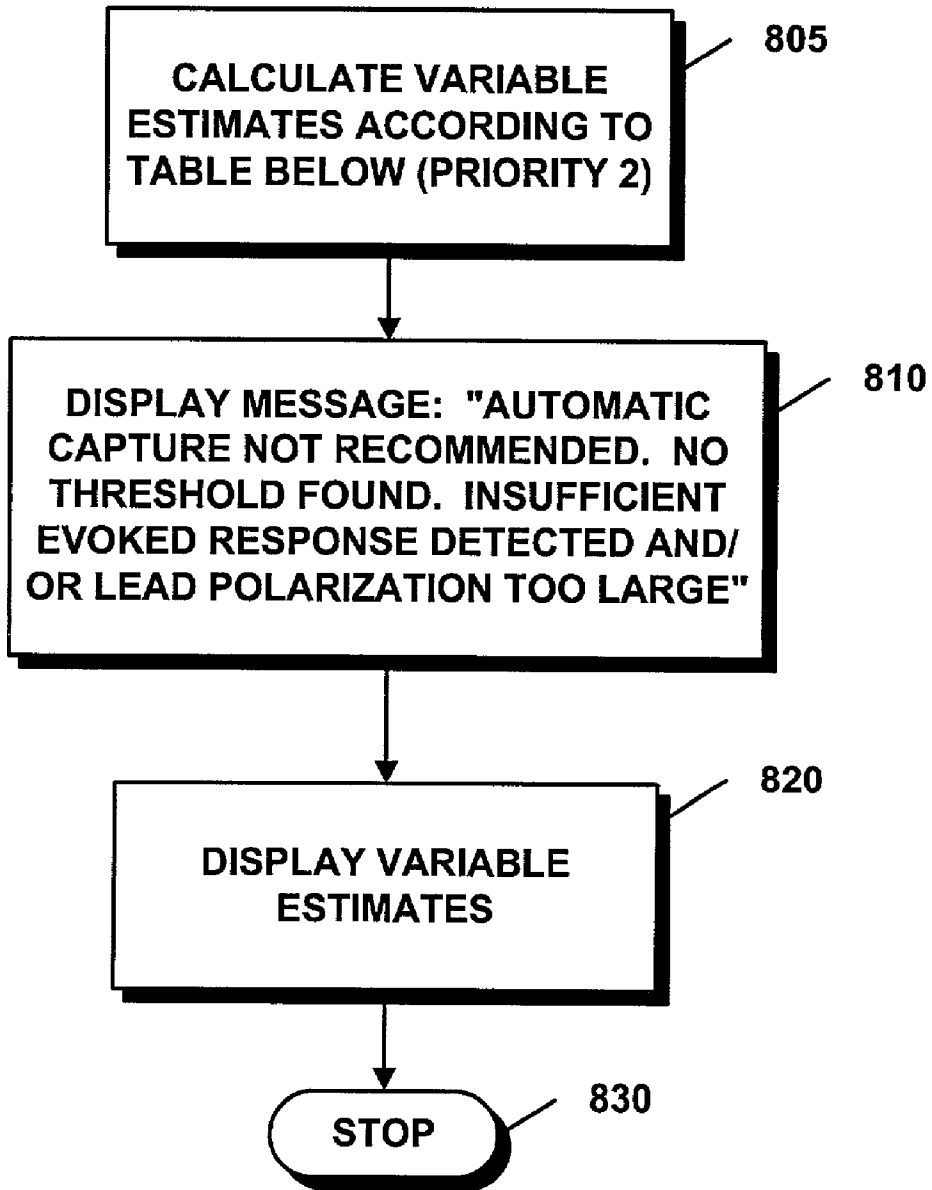 805
CALCULATE VARIABLE
ESTIMATES ACCORDING TO
TABLE BELOW (PRIORITY 2)
810
DISPLAY MESSAGE: "AUTOMATIC
CAPTURE NOT RECOMMENDED. NO
THRESHOLD FOUND. INSUFFICIENT
EVOKED RESPONSE DETECTED AND/
OR LEAD POLARIZATION TOO LARGE"
820
DISPLAY VARIABLE
ESTIMATES
830
STOP